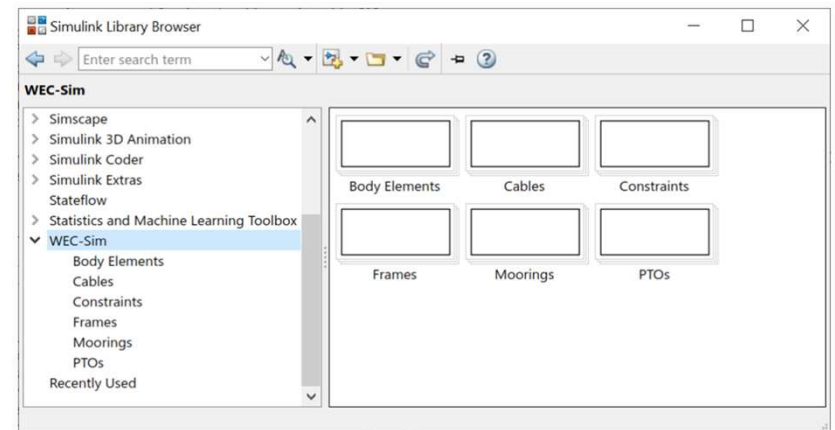 Simulink Library Browser
Enter search term
WEC-Sim
Simscape
Simulink 3D Animation
Simulink Coder
Simulink Extras
Stateflow
Statistics and Machine Learning Toolbox
WEC-Sim
Body Elements
Cables
Constraints
Frames
Moorings
PTOs
Recently Used
Body Elements Cables Constraints
Frames Moorings PTOs